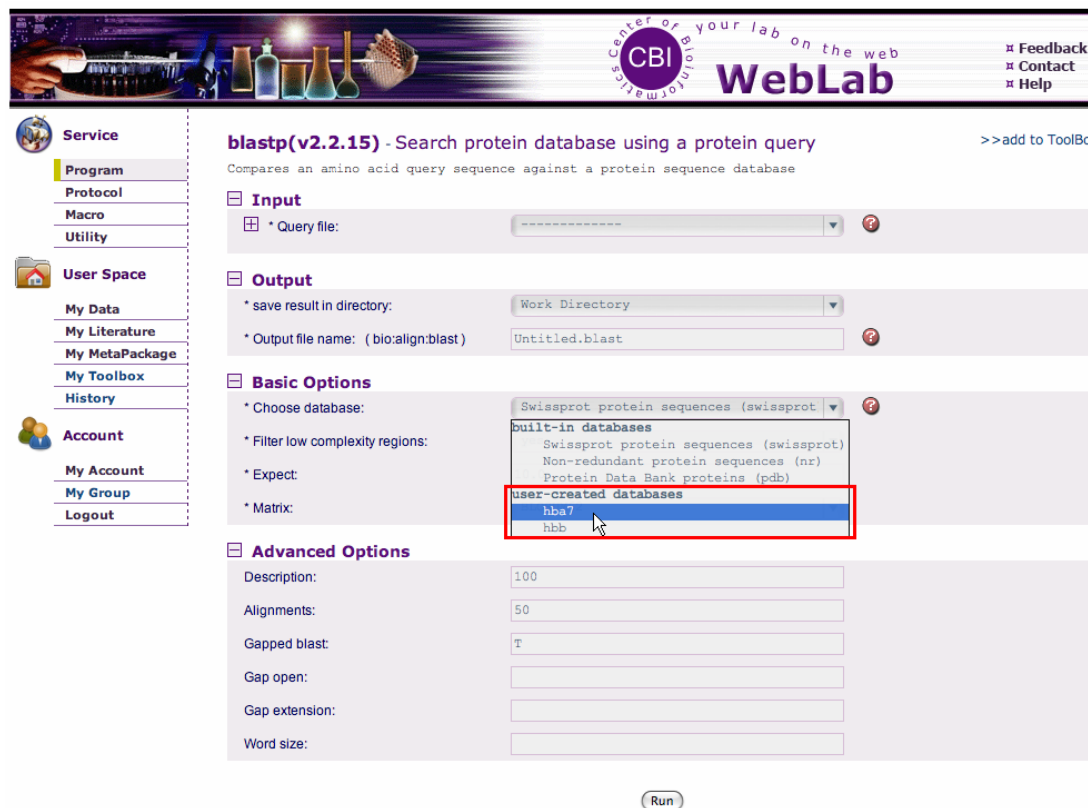 Center of Bioinformatics
CBI
your lab on the web
WebLab
¤ Feedback
¤ Contact
¤ Help
Service
Program
Protocol
Macro
Utility
User Space
My Data
My Literature
My MetaPackage
My Toolbox
History
Account
My Account
My Group
Logout
blastp(v2.2.15) - Search protein database using a protein query
>>add to ToolBo
Compares an amino acid query sequence against a protein sequence database
Input
* Query file: -------------
Output
* save result in directory: Work Directory
* Output file name: ( bio:align:blast ) Untitled.blast
Basic Options
* Choose database: Swissprot protein sequences (swissprot
* Filter low complexity regions:
* Expect:
* Matrix:
built-in databases
Swissprot protein sequences (swissprot)
Non-redundant protein sequences (nr)
Protein Data Bank proteins (pdb)
user-created databases
hba7
hbb
Advanced Options
Description: 100
Alignments: 50
Gapped blast: T
Gap open:
Gap extension:
Word size:
Run